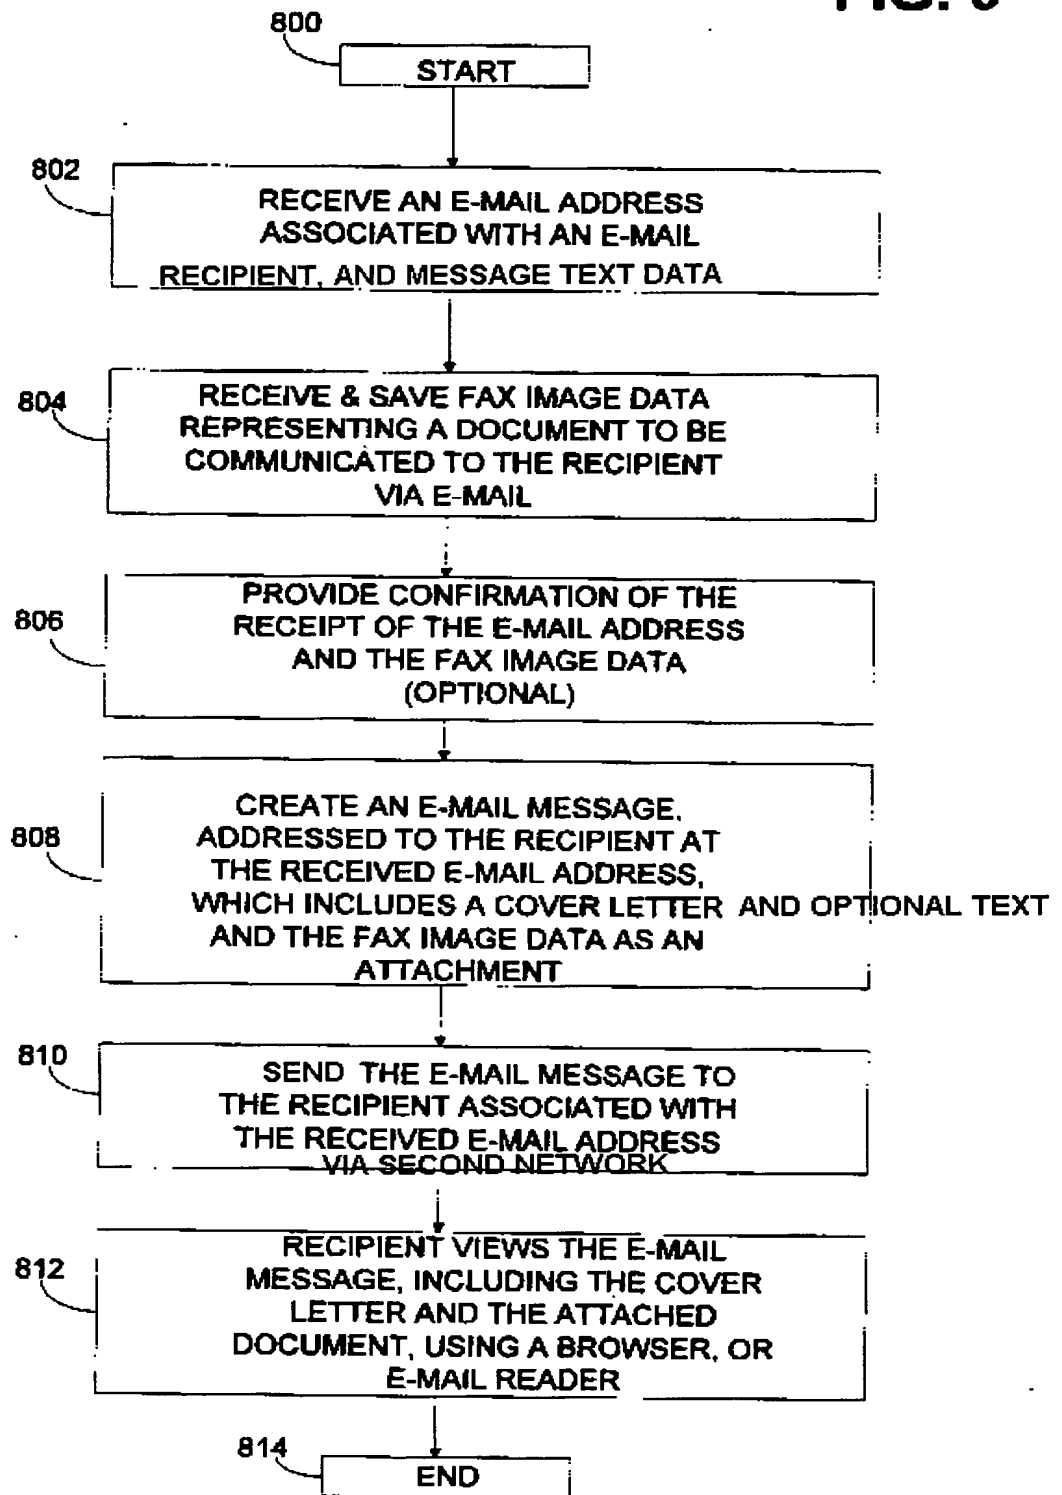 800
START
802
RECEIVE AN E-MAIL ADDRESS
ASSOCIATED WITH AN E-MAIL
RECIPIENT, AND MESSAGE TEXT DATA
804
RECEIVE & SAVE FAX IMAGE DATA
REPRESENTING A DOCUMENT TO BE
COMMUNICATED TO THE RECIPIENT
VIA E-MAIL
806
PROVIDE CONFIRMATION OF THE
RECEIPT OF THE E-MAIL ADDRESS
AND THE FAX IMAGE DATA
(OPTIONAL)
808
CREATE AN E-MAIL MESSAGE,
ADDRESSED TO THE RECIPIENT AT
THE RECEIVED E-MAIL ADDRESS,
WHICH INCLUDES A COVER LETTER AND OPTIONAL TEXT
AND THE FAX IMAGE DATA AS AN
ATTACHMENT
810
SEND THE E-MAIL MESSAGE TO
THE RECIPIENT ASSOCIATED WITH
THE RECEIVED E-MAIL ADDRESS
VIA SECOND NETWORK
812
RECIPIENT VIEWS THE E-MAIL
MESSAGE, INCLUDING THE COVER
LETTER AND THE ATTACHED
DOCUMENT, USING A BROWSER, OR
E-MAIL READER
814
END